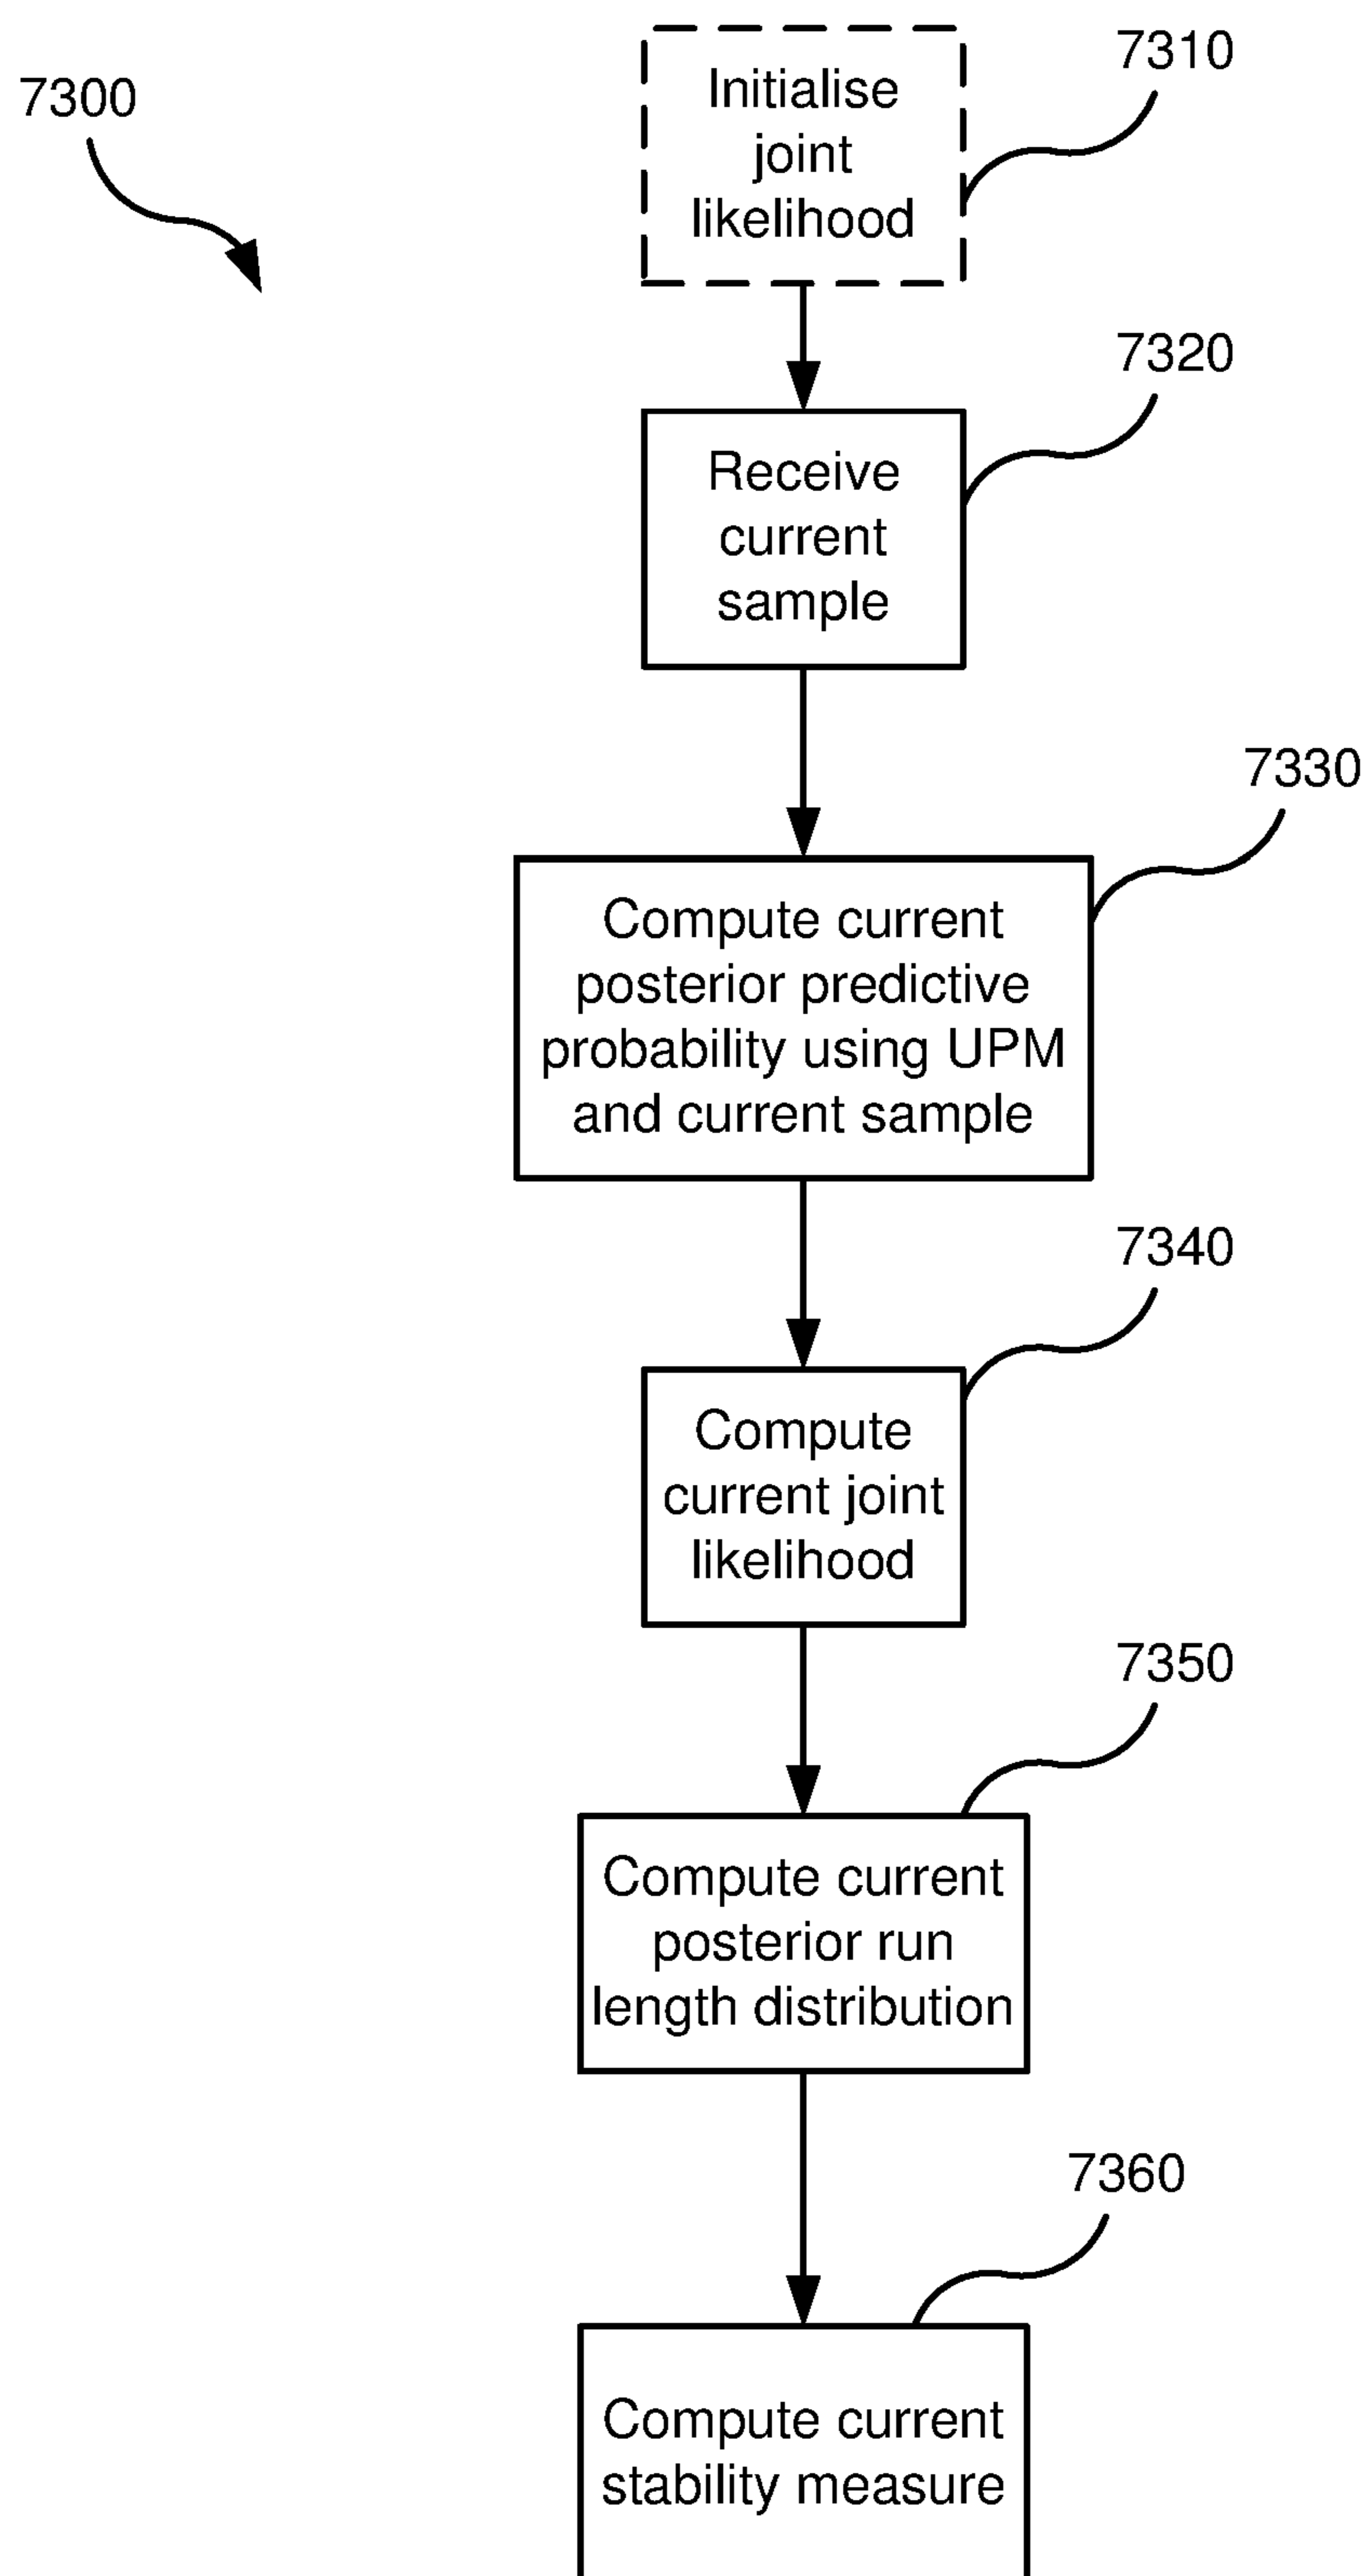 7300
7310
Initialise
joint
likelihood
7320
Receive
current
sample
7330
Compute current
posterior predictive
probability using UPM
and current sample
7340
Compute
current joint
likelihood
7350
Compute current
posterior run
length distribution
7360
Compute current
stability measure